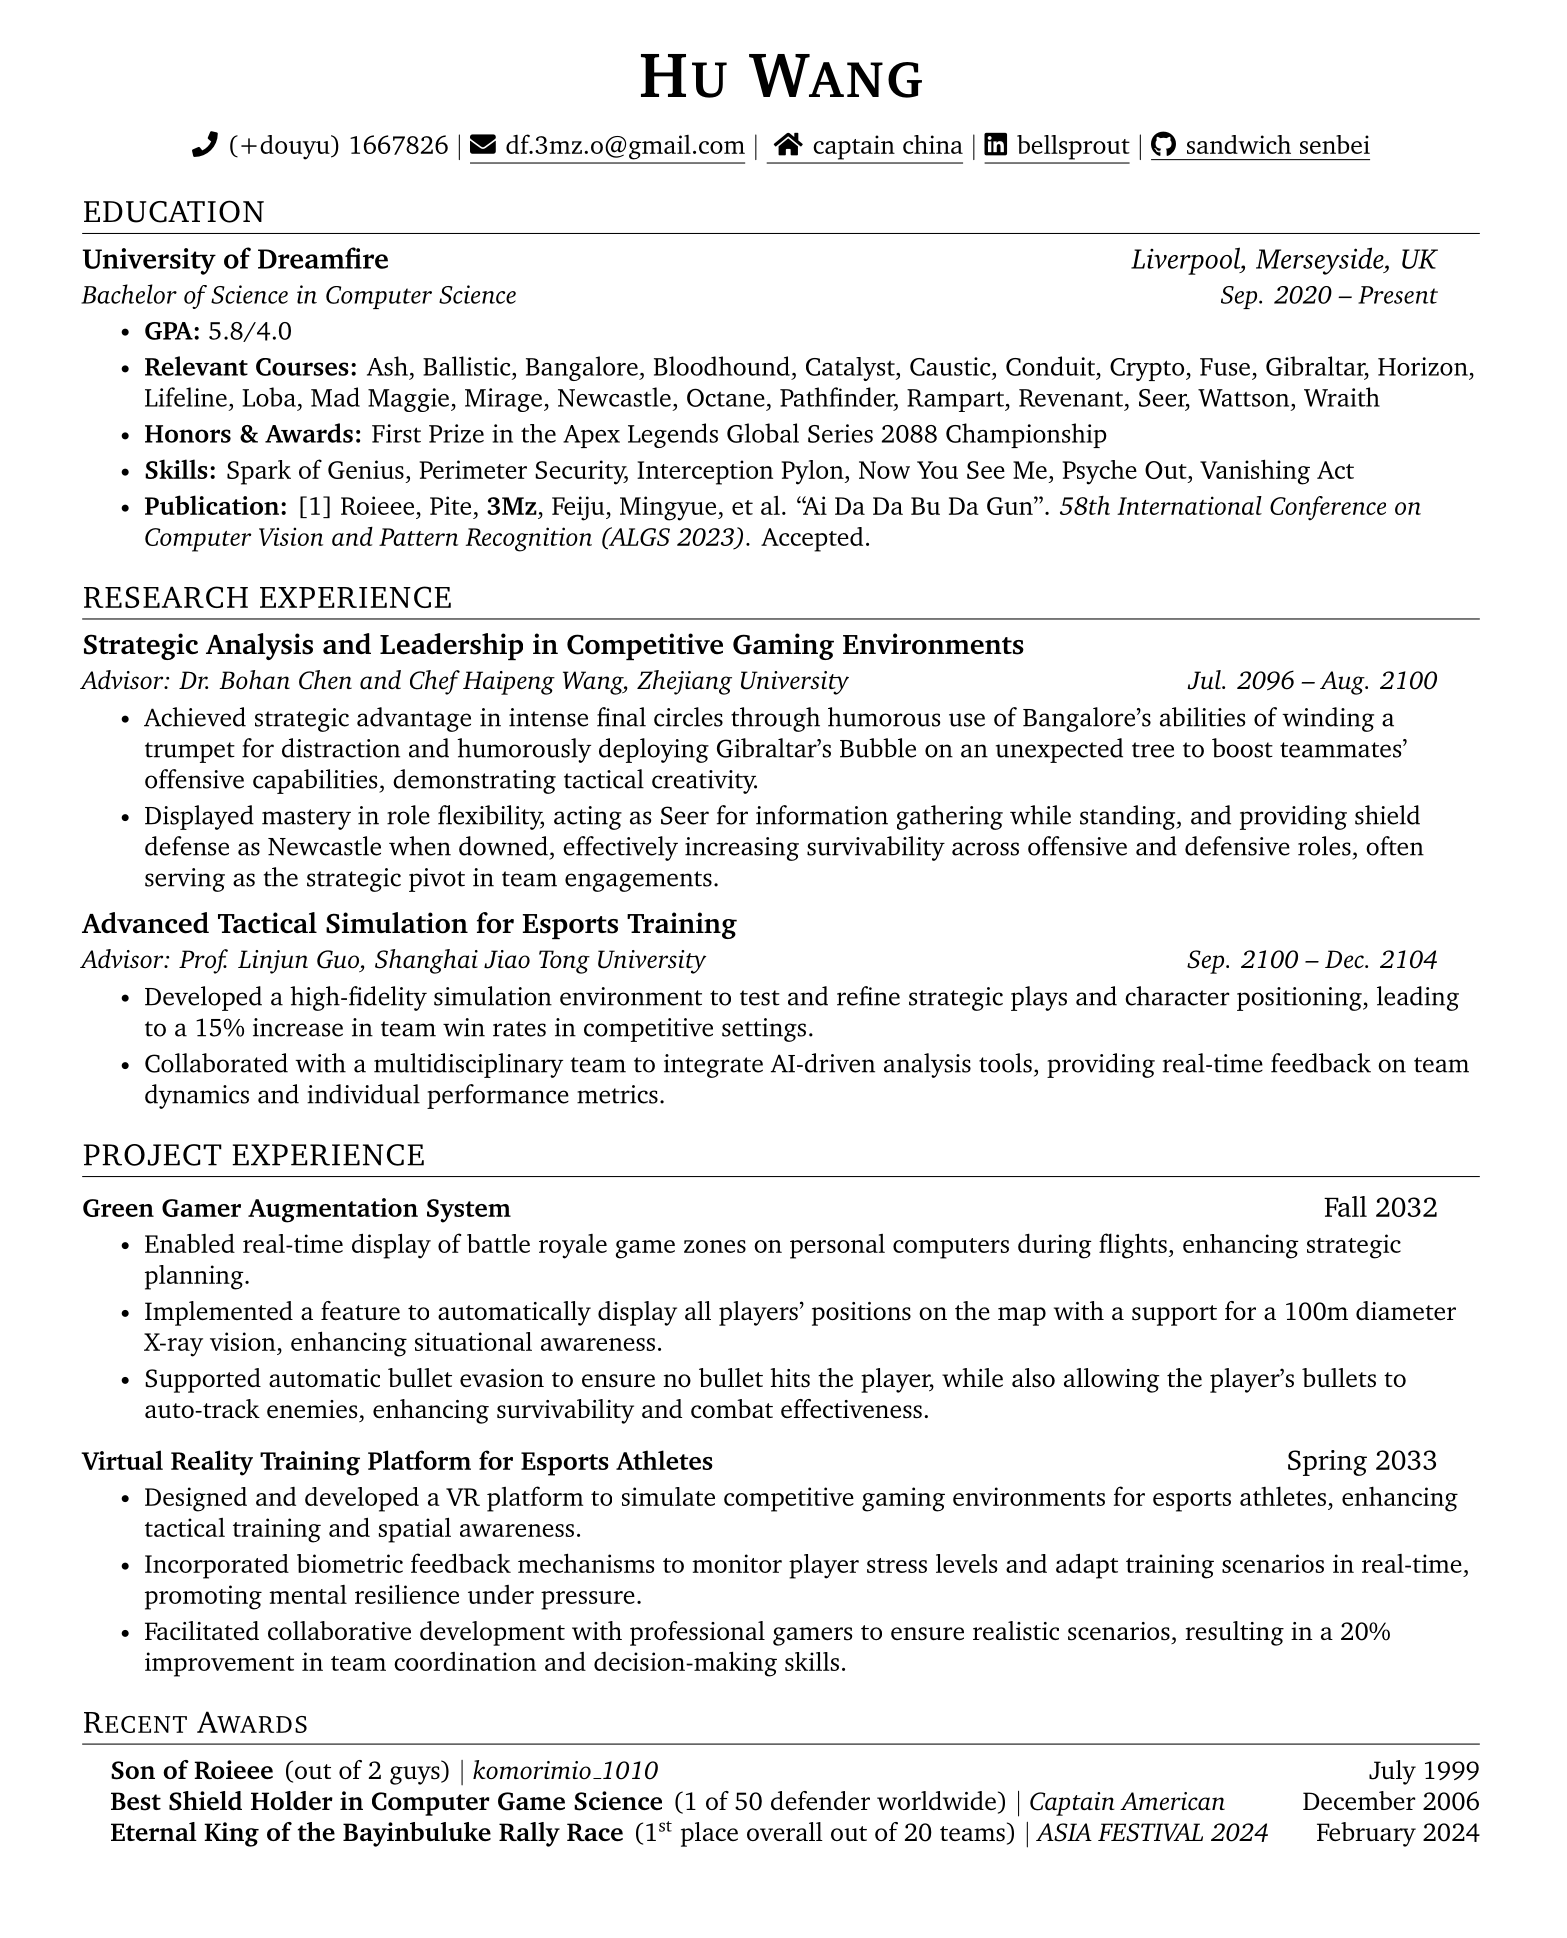 Hu Wang
(+douyu) 1667826 | df.3mz.o@gmail.com | captain china | bellsprout | sandwich senbei
EDUCATION
University of Dreamfire Liverpool, Merseyside, UK
Bachelor of Science in Computer Science Sep. 2020 – Present
• GPA: 5.8/4.0
• Relevant Courses: Ash, Ballistic, Bangalore, Bloodhound, Catalyst, Caustic, Conduit, Crypto, Fuse, Gibraltar, Horizon,
Lifeline, Loba, Mad Maggie, Mirage, Newcastle, Octane, Pathfinder, Rampart, Revenant, Seer, Wattson, Wraith
• Honors & Awards: First Prize in the Apex Legends Global Series 2088 Championship
• Skills: Spark of Genius, Perimeter Security, Interception Pylon, Now You See Me, Psyche Out, Vanishing Act
• Publication: [1] Roieee, Pite, 3Mz, Feiju, Mingyue, et al. “Ai Da Da Bu Da Gun”. 58th International Conference on
Computer Vision and Pattern Recognition (ALGS 2023). Accepted.
RESEARCH EXPERIENCE
Strategic Analysis and Leadership in Competitive Gaming Environments
Advisor: Dr. Bohan Chen and Chef Haipeng Wang, Zhejiang University Jul. 2096 – Aug. 2100
• Achieved strategic advantage in intense final circles through humorous use of Bangalore’s abilities of winding a
trumpet for distraction and humorously deploying Gibraltar’s Bubble on an unexpected tree to boost teammates’
offensive capabilities, demonstrating tactical creativity.
• Displayed mastery in role flexibility, acting as Seer for information gathering while standing, and providing shield
defense as Newcastle when downed, effectively increasing survivability across offensive and defensive roles, often
serving as the strategic pivot in team engagements.
Advanced Tactical Simulation for Esports Training
Advisor: Prof. Linjun Guo, Shanghai Jiao Tong University Sep. 2100 – Dec. 2104
• Developed a high-fidelity simulation environment to test and refine strategic plays and character positioning, leading
to a 15% increase in team win rates in competitive settings.
• Collaborated with a multidisciplinary team to integrate AI-driven analysis tools, providing real-time feedback on team
dynamics and individual performance metrics.
PROJECT EXPERIENCE
Green Gamer Augmentation System Fall 2032
• Enabled real-time display of battle royale game zones on personal computers during flights, enhancing strategic
planning.
• Implemented a feature to automatically display all players’ positions on the map with a support for a 100m diameter
X-ray vision, enhancing situational awareness.
• Supported automatic bullet evasion to ensure no bullet hits the player, while also allowing the player’s bullets to
auto-track enemies, enhancing survivability and combat effectiveness.
Virtual Reality Training Platform for Esports Athletes Spring 2033
• Designed and developed a VR platform to simulate competitive gaming environments for esports athletes, enhancing
tactical training and spatial awareness.
• Incorporated biometric feedback mechanisms to monitor player stress levels and adapt training scenarios in real-time,
promoting mental resilience under pressure.
• Facilitated collaborative development with professional gamers to ensure realistic scenarios, resulting in a 20%
improvement in team coordination and decision-making skills.
Recent Awards
Son of Roieee (out of 2 guys) | komorimio_1010 July 1999
Best Shield Holder in Computer Game Science (1 of 50 defender worldwide) | Captain American December 2006
Eternal King of the Bayinbuluke Rally Race (1st place overall out of 20 teams) | ASIA FESTIVAL 2024 February 2024